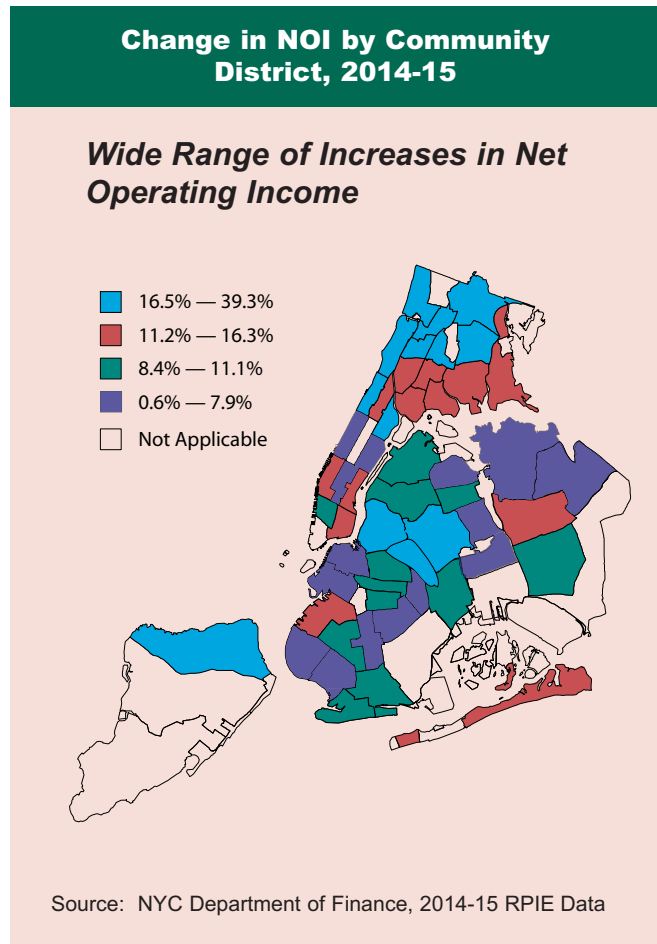 Change in NOI by Community
District, 2014-15
Wide Range of Increases in Net
Operating Income
16.5% — 39.3%
11.2% — 16.3%
8.4% — 11.1%
0.6% — 7.9%
Not Applicable
Source: NYC Department of Finance, 2014-15 RPIE Data